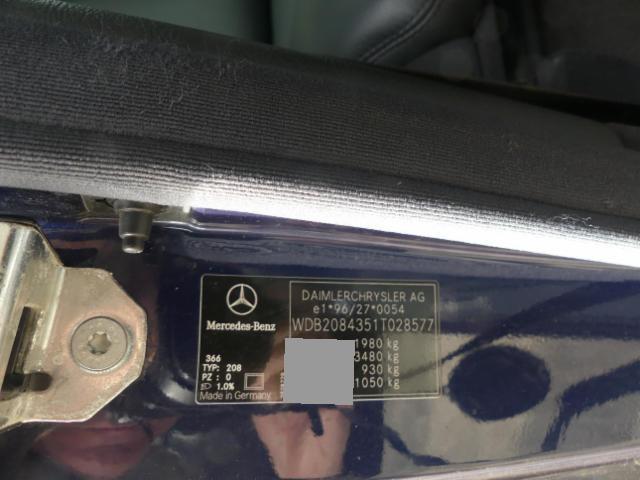 DAIMLERCHRYSLER AG
e1*96/27*0054
Mercedes-Benz
WDB2084351T028577
1980 kg
3480 kg
930 kg
1050 kg
366
TYP: 208
PZ : 0
1.0%
Made in Germany